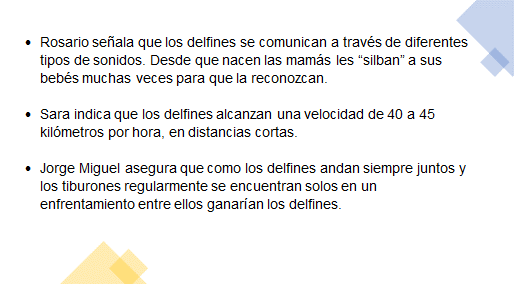 • Rosario señala que los delfines se comunican a través de diferentes
tipos de sonidos. Desde que nacen las mamás les “silban” a sus
bebés muchas veces para que la reconozcan.
• Sara indica que los delfines alcanzan una velocidad de 40 a 45
kilómetros por hora, en distancias cortas.
• Jorge Miguel asegura que como los delfines andan siempre juntos y
los tiburones regularmente se encuentran solos en un
enfrentamiento entre ellos ganarían los delfines.